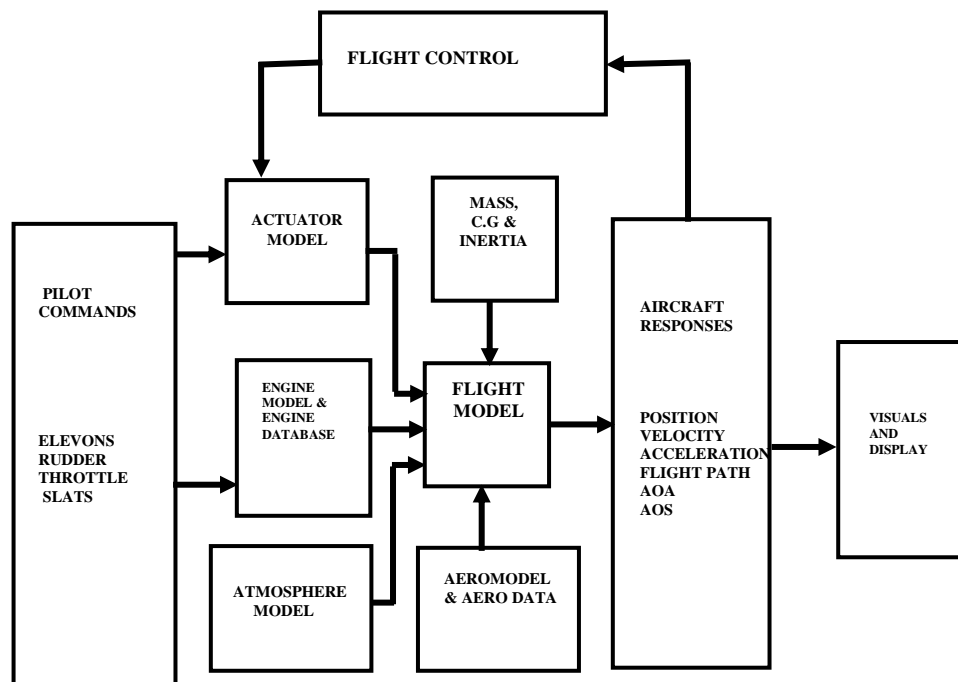 FLIGHT CONTROL
ACTUATOR
MODEL
MASS,
C.G &
INERTIA
PILOT
COMMANDS
ELEVONS
RUDDER
THROTTLE
SLATS
ENGINE
MODEL &
ENGINE
DATABASE
FLIGHT
MODEL
ATMOSPHERE
MODEL
AEROMODEL
& AERO DATA
AIRCRAFT
RESPONSES
POSITION
VELOCITY
ACCELERATION
FLIGHT PATH
AOA
AOS
VISUALS
AND
DISPLAY